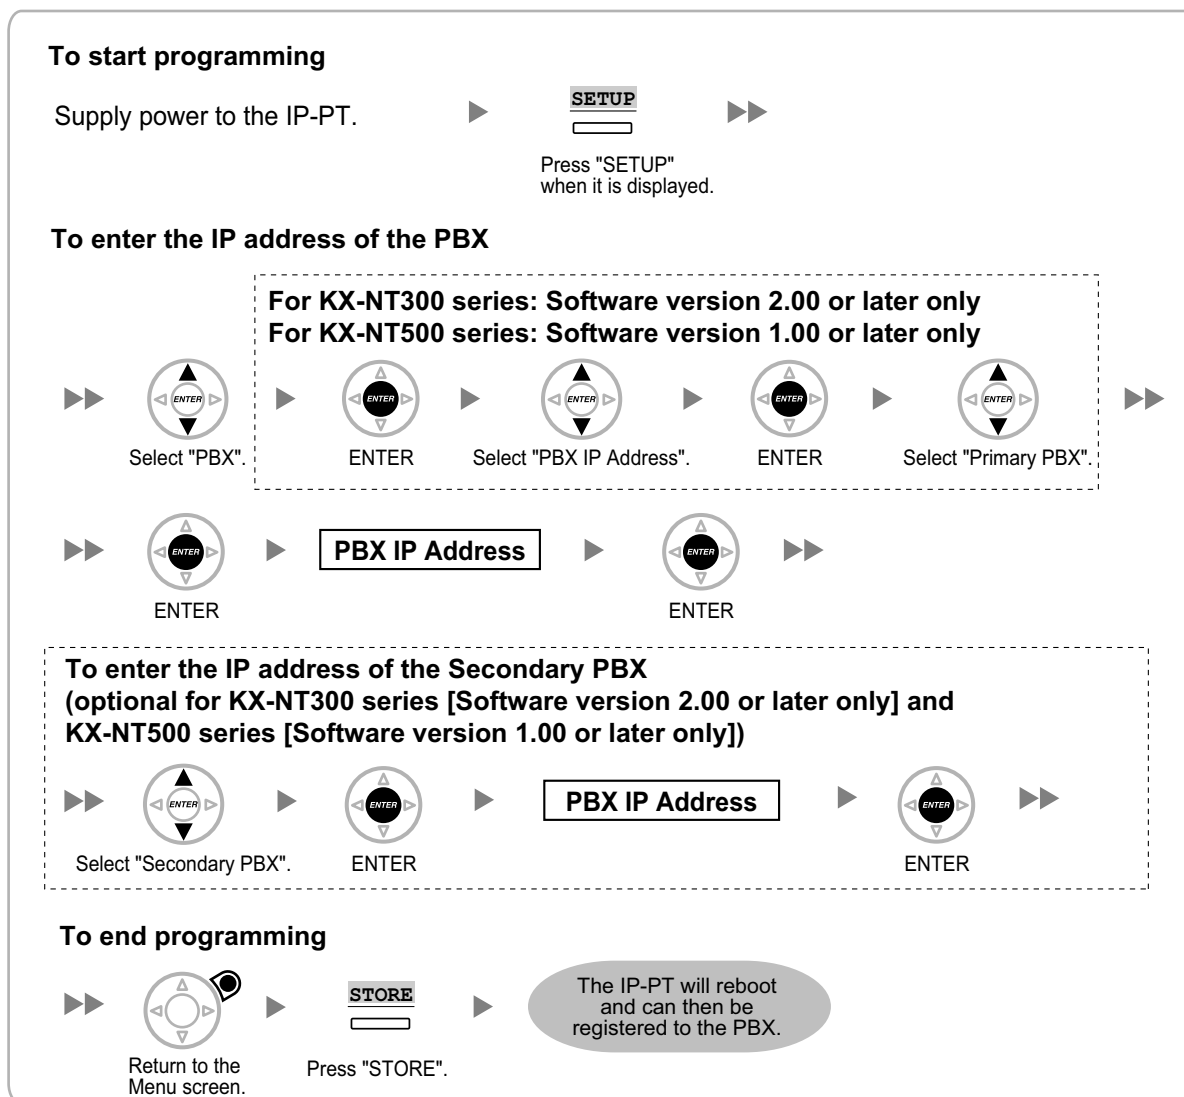 To start programming
Supply power to the IP-PT.
SETUP
Press "SETUP"
when it is displayed.
To enter the IP address of the PBX
For KX-NT300 series: Software version 2.00 or later only
For KX-NT500 series: Software version 1.00 or later only
ENTER
ENTER
ENTER
ENTER
ENTER
Select "PBX".
ENTER
Select "PBX IP Address".
ENTER
Select "Primary PBX".
ENTER
PBX IP Address
ENTER
ENTER
ENTER
To enter the IP address of the Secondary PBX
(optional for KX-NT300 series [Software version 2.00 or later only] and
KX-NT500 series [Software version 1.00 or later only])
ENTER
ENTER
PBX IP Address
ENTER
Select "Secondary PBX".
ENTER
ENTER
To end programming
STORE
The IP-PT will reboot
and can then be
registered to the PBX.
Return to the
Menu screen.
Press "STORE".